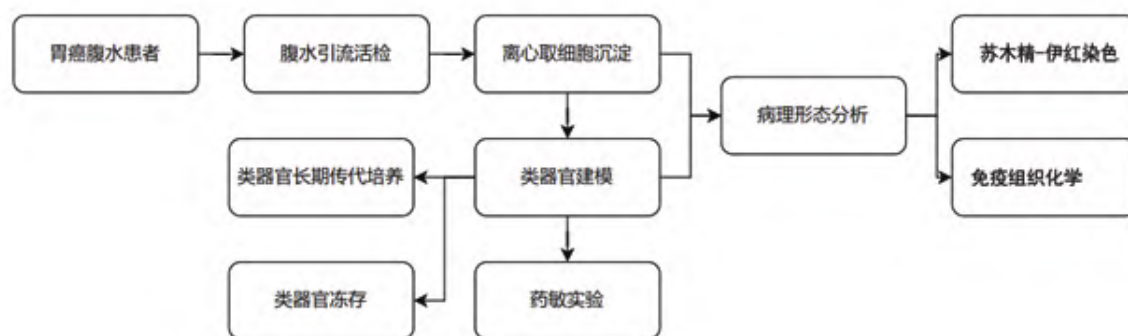 胃癌腹水患者
腹水引流活检
离心取细胞沉淀
苏木精-伊红染色
病理形态分析
类器官长期传代培养
类器官建模
免疫组织化学
类器官冻存
药敏实验